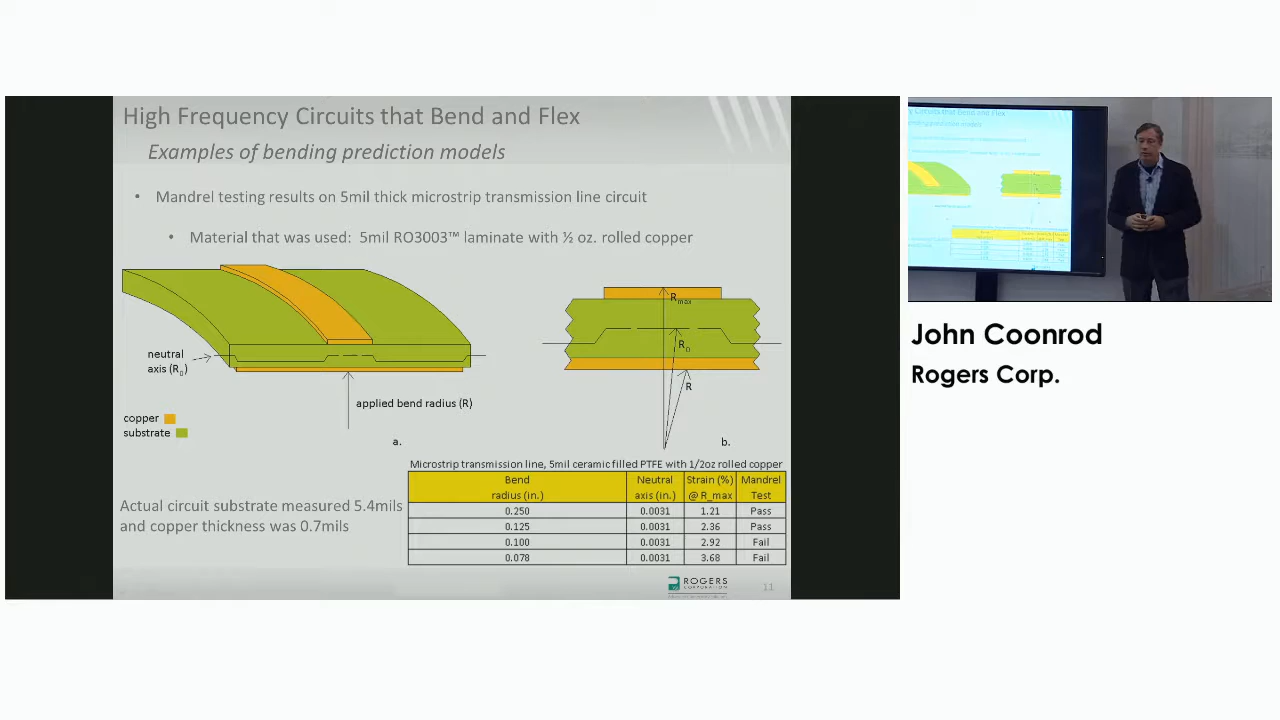 High Frequency Circuits that Bend and Flex
Examples of bending prediction models
• Mandrel testing results on 5mil thick microstrip transmission line circuit
• Material that was used: 5mil RO3003™ laminate with ½ oz. rolled copper
neutral
axis (R0)
applied bend radius (R)
copper
substrate
a.
Rmax
R0
R
b.
Actual circuit substrate measured 5.4mils
and copper thickness was 0.7mils
Microstrip transmission line, 5mil ceramic filled PTFE with 1/2oz rolled copper
Bend radius (in.) Neutral axis (in.) Strain (%) @ R_max Mandrel Test
0.250 0.0031 1.21 Pass
0.125 0.0031 2.36 Pass
0.100 0.0031 2.92 Fail
0.078 0.0031 3.68 Fail
ROGERS
CORPORATION
11
John Coonrod
Rogers Corp.